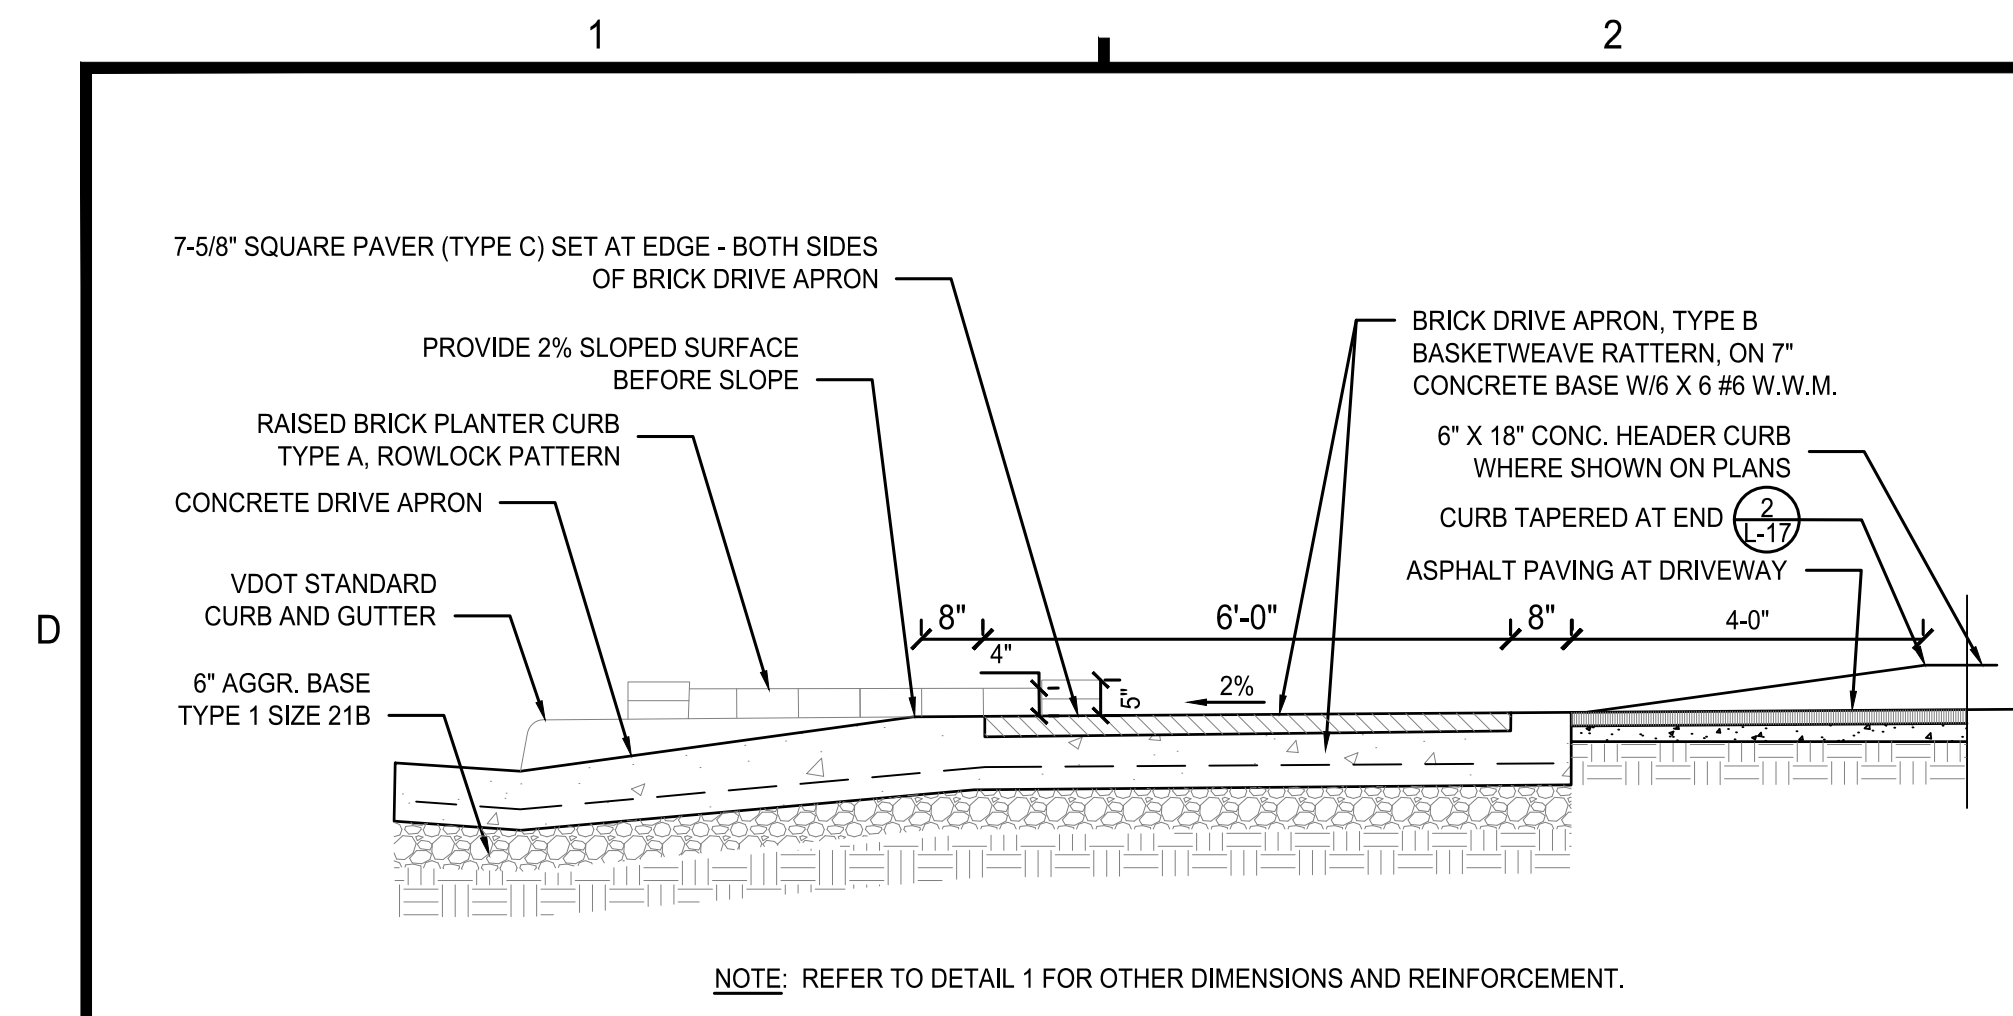 1
2
7-5/8" SQUARE PAVER (TYPE C) SET AT EDGE - BOTH SIDES
OF BRICK DRIVE APRON
PROVIDE 2% SLOPED SURFACE
BEFORE SLOPE
RAISED BRICK PLANTER CURB
TYPE A, ROWLOCK PATTERN
CONCRETE DRIVE APRON
VDOT STANDARD
CURB AND GUTTER
6" AGGR. BASE
TYPE 1 SIZE 21B
BRICK DRIVE APRON, TYPE B
BASKETWEAVE RATTERN, ON 7"
CONCRETE BASE W/6 X 6 #6 W.W.M.
6" X 18" CONC. HEADER CURB
WHERE SHOWN ON PLANS
CURB TAPERED AT END
2
L-17
ASPHALT PAVING AT DRIVEWAY
D
8"
6'-0"
8"
4-0"
4"
5"
2%
NOTE: REFER TO DETAIL 1 FOR OTHER DIMENSIONS AND REINFORCEMENT.